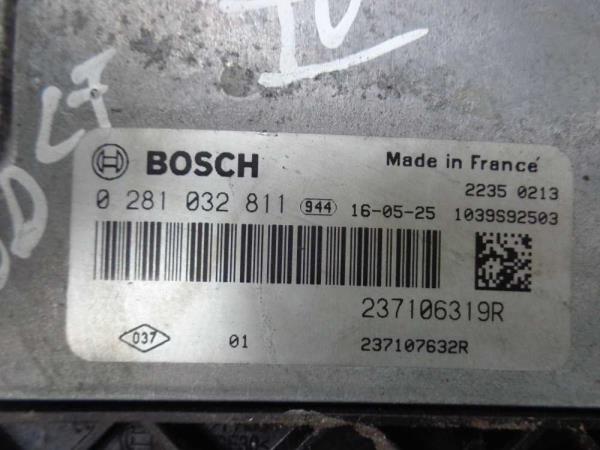 BOSCH Made in France
2235 0213
0 281 032 811 944 16-05-25 1039S92503
237106319R
037 01 237107632R